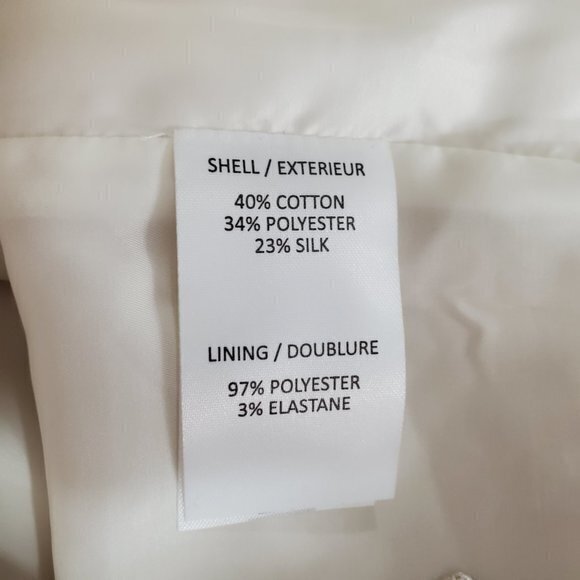 SHELL / EXTERIEUR
40% COTTON
34% POLYESTER
23% SILK
LINING / DOUBLURE
97% POLYESTER
3% ELASTANE